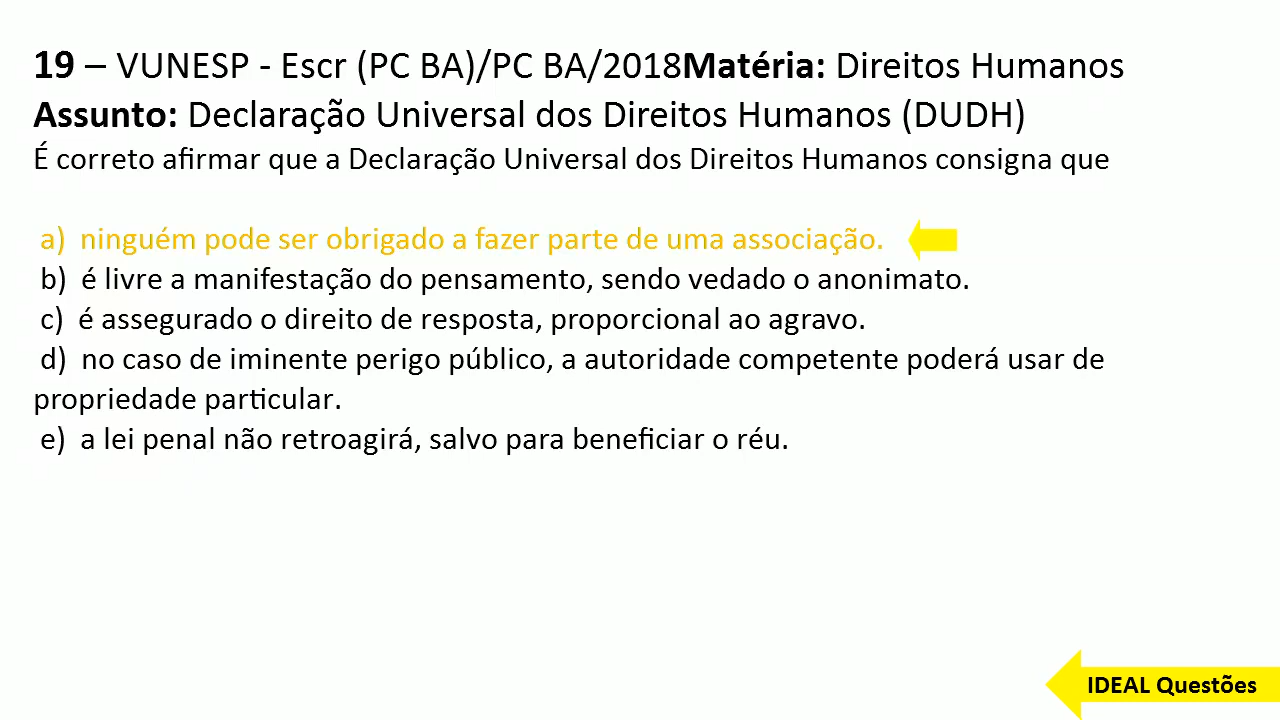 19 – VUNESP - Escr (PC BA)/PC BA/2018Matéria: Direitos Humanos
Assunto: Declaração Universal dos Direitos Humanos (DUDH)
É correto afirmar que a Declaração Universal dos Direitos Humanos consigna que
a) ninguém pode ser obrigado a fazer parte de uma associação.
b) é livre a manifestação do pensamento, sendo vedado o anonimato.
c) é assegurado o direito de resposta, proporcional ao agravo.
d) no caso de iminente perigo público, a autoridade competente poderá usar de
propriedade particular.
e) a lei penal não retroagirá, salvo para beneficiar o réu.
IDEAL Questões